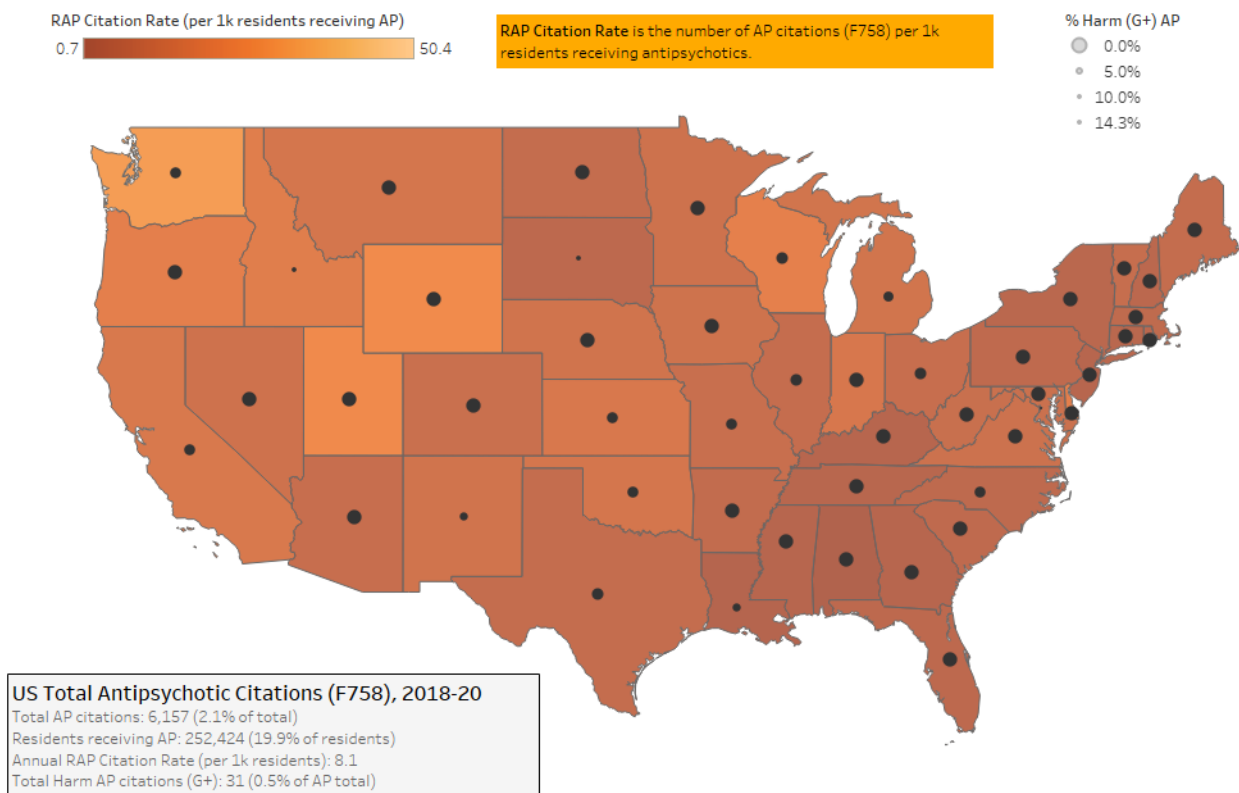 RAP Citation Rate (per 1k residents receiving AP)
0.7
50.4
RAP Citation Rate is the number of AP citations (F758) per 1k
residents receiving antipsychotics.
% Harm (G+) AP
0.0%
5.0%
10.0%
14.3%
US Total Antipsychotic Citations (F758), 2018-20
Total AP citations: 6,157 (2.1% of total)
Residents receiving AP: 252,424 (19.9% of residents)
Annual RAP Citation Rate (per 1k residents): 8.1
Total Harm AP citations (G+): 31 (0.5% of AP total)